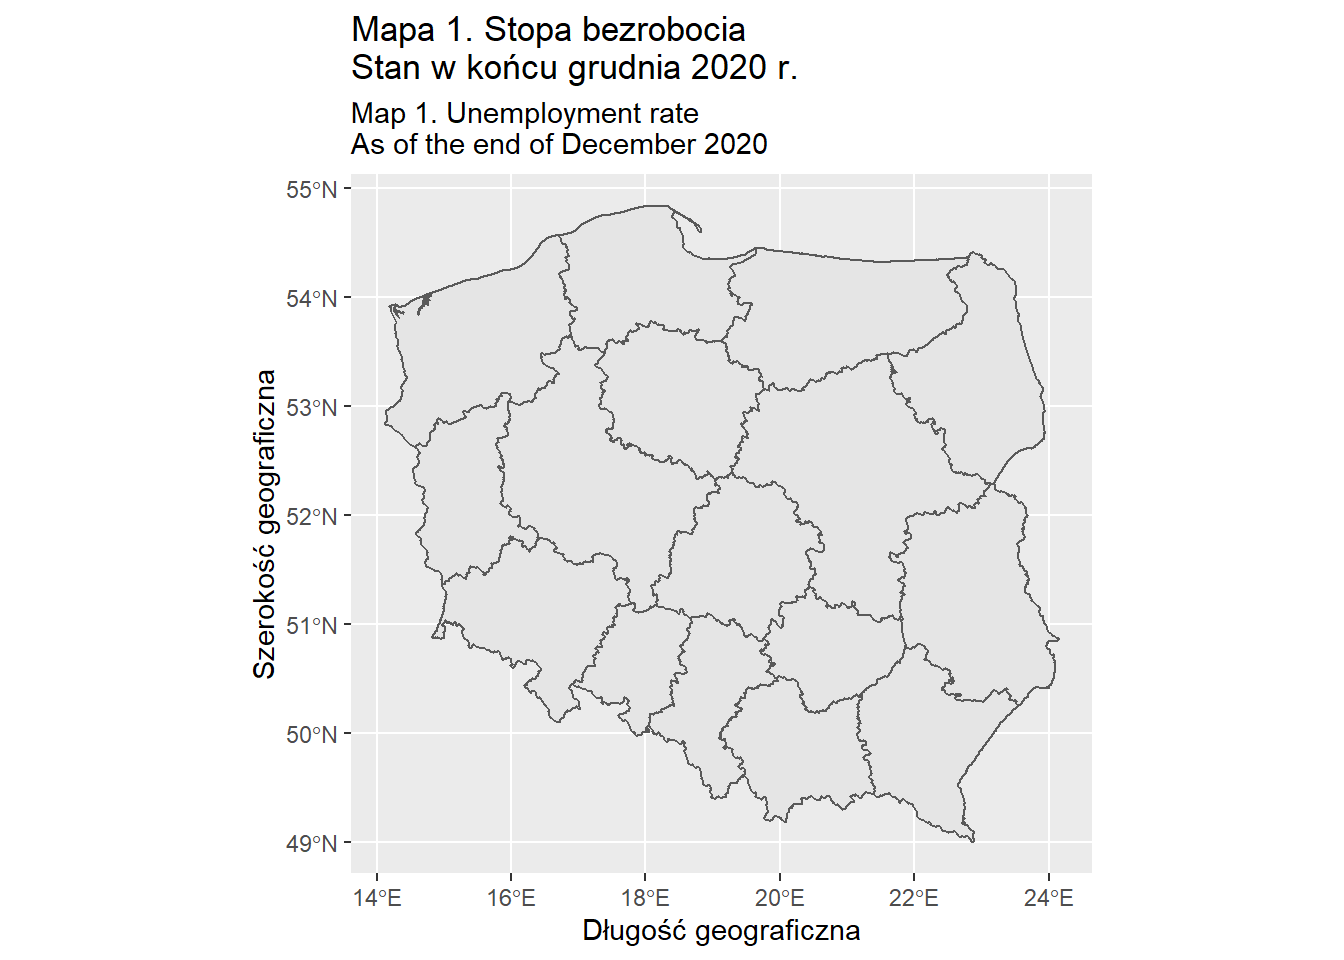 Mapa 1. Stopa bezrobocia
Stan w końcu grudnia 2020 r.
Map 1. Unemployment rate
As of the end of December 2020
55°N
54°N
53°N
52°N
51°N
50°N
49°N
Szerokość geograficzna
14°E 16°E 18°E 20°E 22°E 24°E
Długość geograficzna